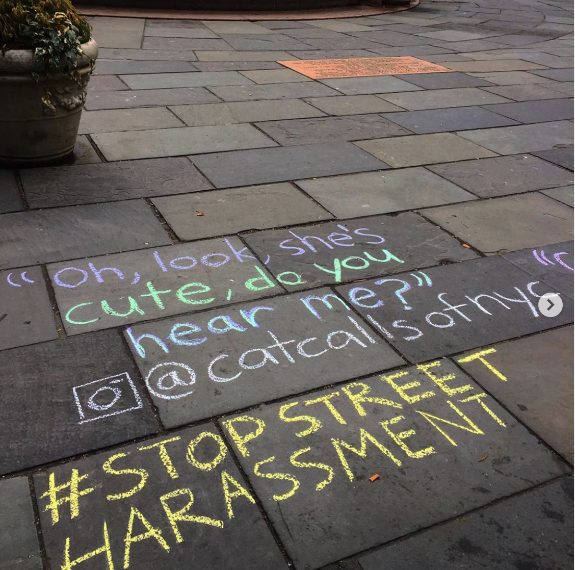 “oh, look, she's
cute, do you
hear me?”
@catcallsofnyc
#STOP STREET
HARASSMENT